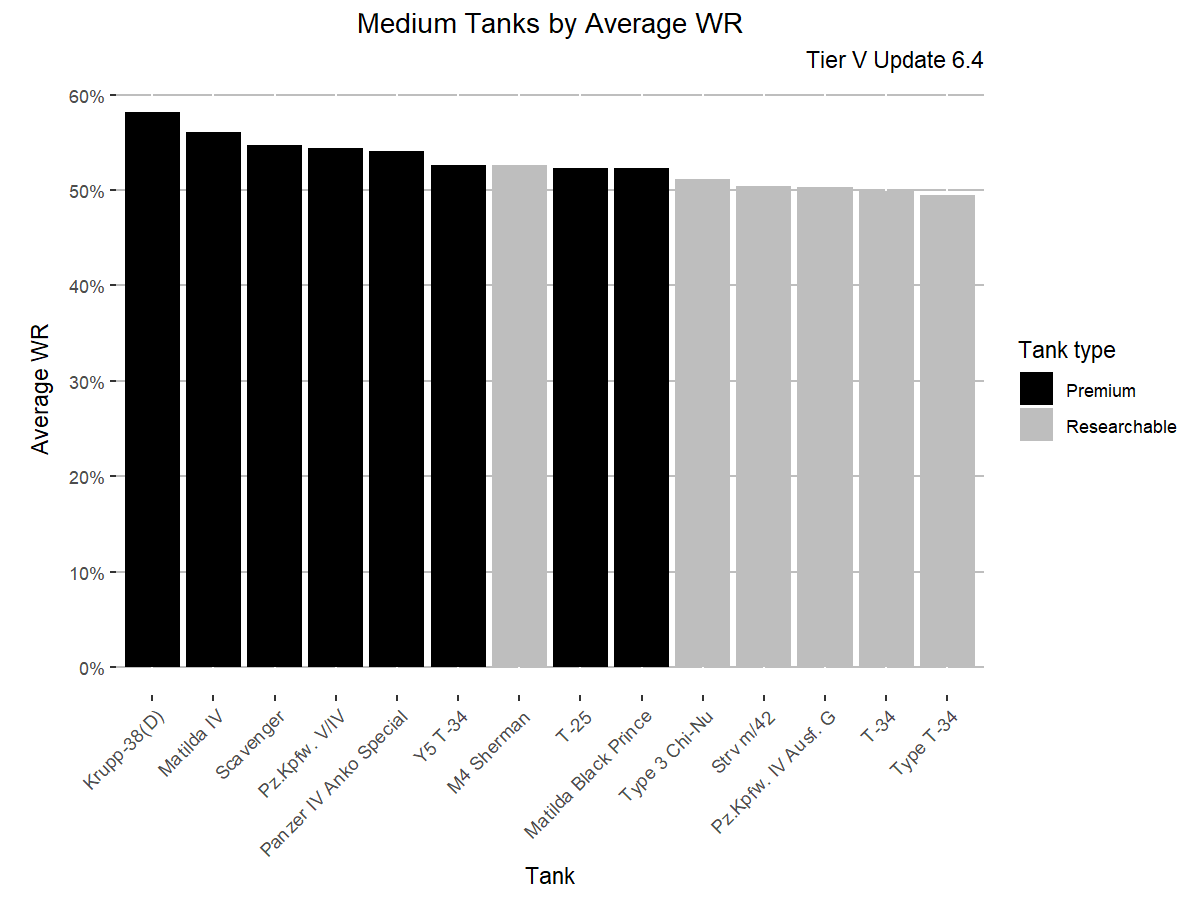 Medium Tanks by Average WR
Tier V Update 6.4
60%
50%
40%
30%
20%
10%
0%
Average WR
Krupp-38(D)
Matilda IV
Scavenger
Pz.Kpfw. V/IV
Panzer IV Anko Special
Y5 T-34
M4 Sherman
T-25
Matilda Black Prince
Type 3 Chi-Nu
Strv m/42
Pz.Kpfw. IV Ausf. G
T-34
Type T-34
Tank
Tank type
Premium
Researchable